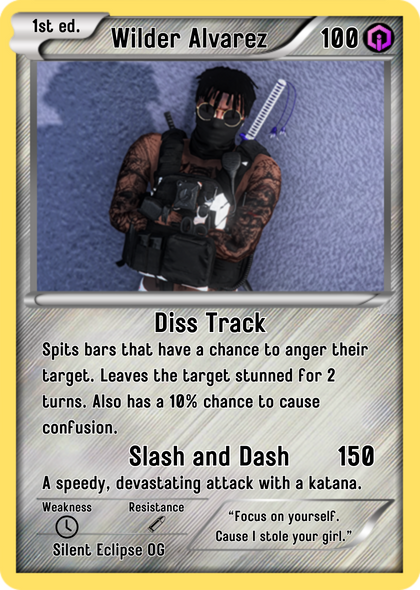 1st ed.
Wilder Alvarez 100
Diss Track
Spits bars that have a chance to anger their
target. Leaves the target stunned for 2
turns. Also has a 10% chance to cause
confusion.
Slash and Dash 150
A speedy, devastating attack with a katana.
Weakness Resistance
Silent Eclipse OG
"Focus on yourself.
Cause I stole your girl."